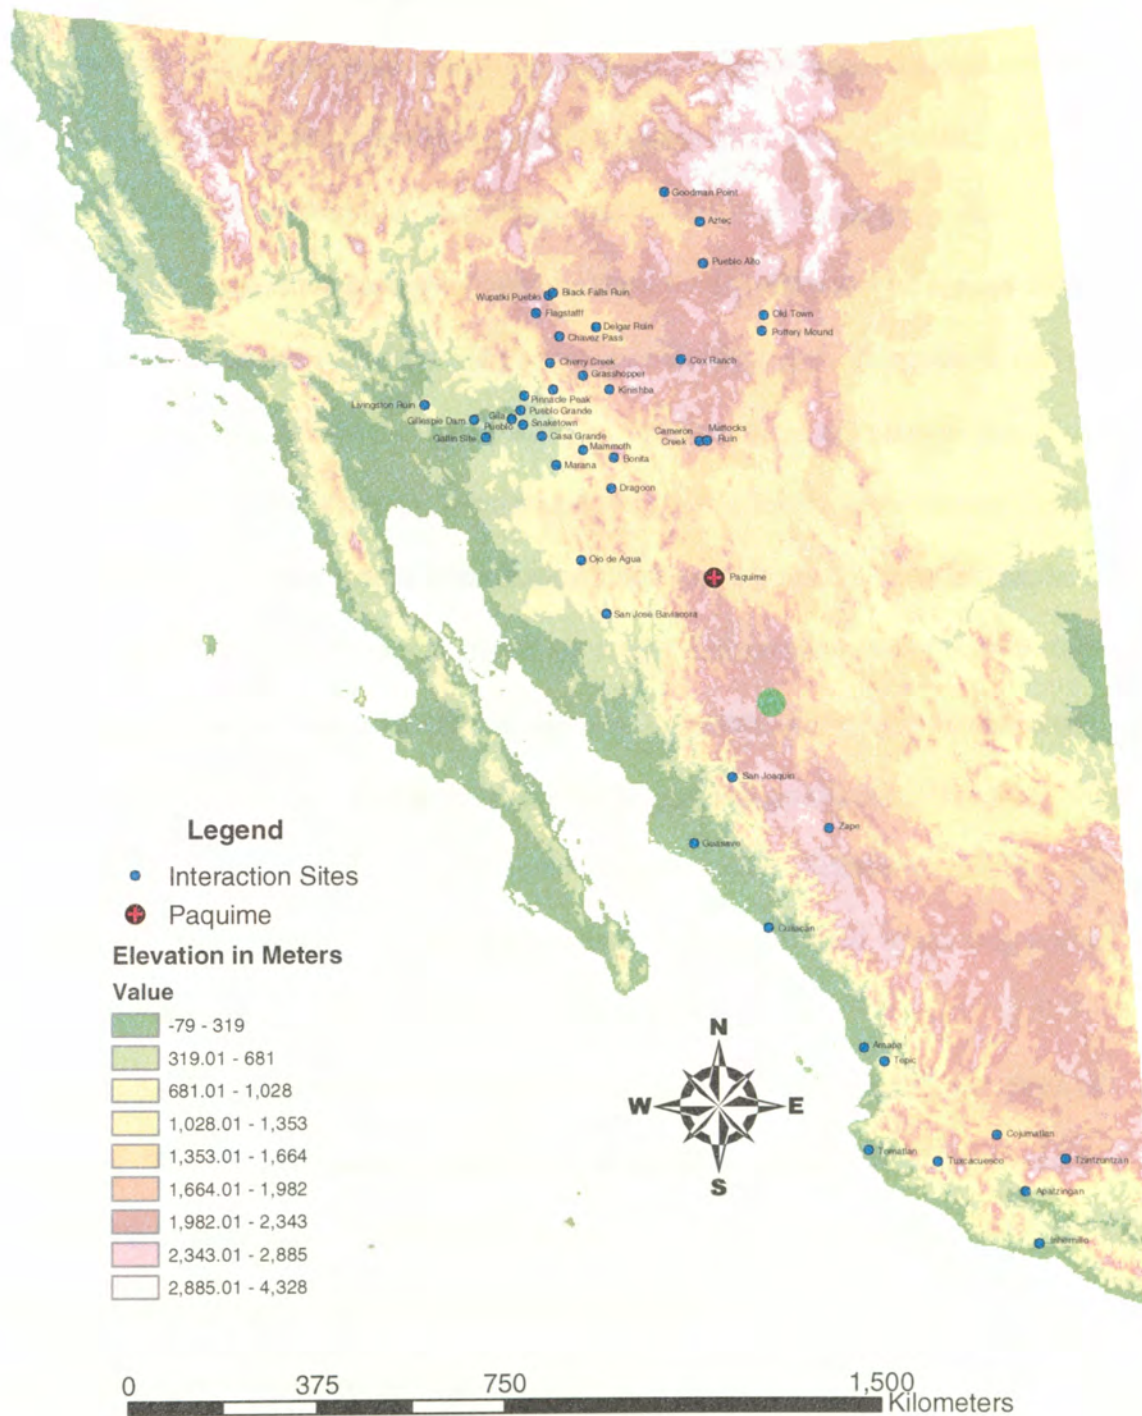 Goodman Point
Aztec
Pueblo Alto
Wupatki Pueblo
Black Falls Ruin
Flagstaff
Old Town
Delgar Ruin
Pottery Mound
Chavez Pass
Cherry Creek
Cox Ranch
Grasshopper
Kinishba
Pinnacle Peak
Livingston Ruin
Pueblo Grande
Gillespie Dam
Gila
Pueblo
Snaketown
Gatlin Site
Casa Grande
Cameron
Creek
Mattocks
Ruin
Mammoth
Bonita
Marana
Dragoon
Ojo de Agua
Paquime
San José Baviacora
San Joaquin
Zape
Guasave
Culiacán
Amapa
Tepic
Cojumatlan
Tomatlan
Tuxcacuesco
Tzintzuntzan
Apatzingan
Legend
Interaction Sites
Paquime
Elevation in Meters
Value
-79 - 319
319.01 - 681
681.01 - 1,028
1,028.01 - 1,353
1,353.01 - 1,664
1,664.01 - 1,982
1,982.01 - 2,343
2,343.01 - 2,885
2,885.01 - 4,328
N
W
E
S
0 375 750 1,500
Kilometers